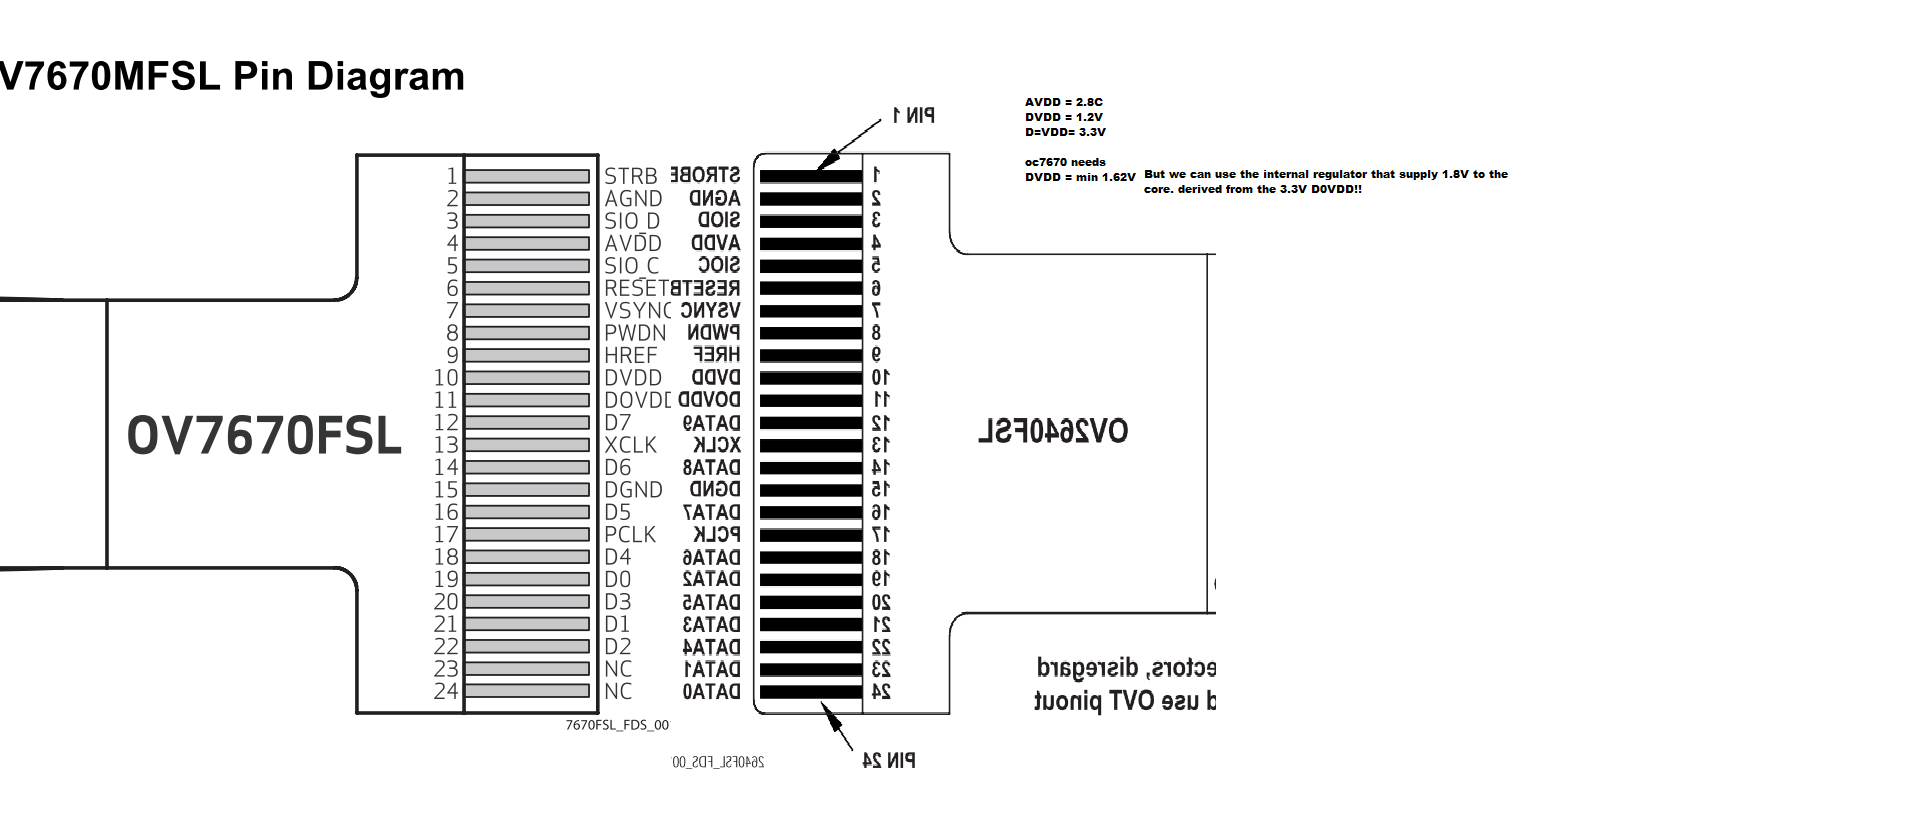 V7670MFSL Pin Diagram
PIN 1
AVDD = 2.8C
DVDD = 1.2V
D=VDD= 3.3V
oc7670 needs
DVDD = min 1.62V
But we can use the internal regulator that supply 1.8V to the
core. derived from the 3.3V D0VDD!!
1 STRB STROBE 1
2 AGND AGND 2
3 SIO_D SIOD 3
4 AVDD AVDD 4
5 SIO_C SIOC 5
6 RESET RESETB 6
7 VSYNC VSYNC 7
8 PWDN PWDN 8
9 HREF HREF 9
10 DVDD DVDD 10
11 DOVDD DOVDD 11
12 D7 DATA9 12
13 XCLK XCLK 13
14 D6 DATA8 14
15 DGND DGND 15
16 D5 DATA7 16
17 PCLK PCLK 17
18 D4 DATA6 18
19 D0 DATA2 19
20 D3 DATA5 20
21 D1 DATA3 21
22 D2 DATA4 22
23 NC DATA1 23
24 NC DATA0 24
OV7670FSL
OV2640FSL
ectors, disregard
d use OVT pinout
7670FSL_FDS_00
2640FSL_FDS_00
PIN 24